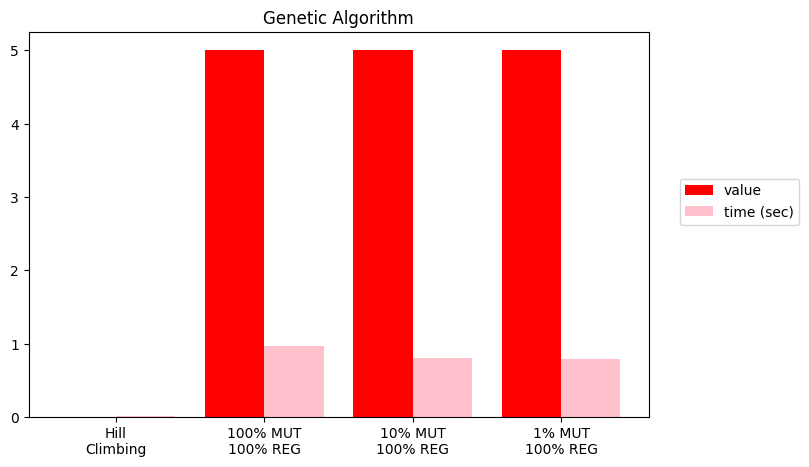 Genetic Algorithm
5
4
3
2
1
0
Hill
Climbing
100% MUT
100% REG
10% MUT
100% REG
1% MUT
100% REG
value
time (sec)